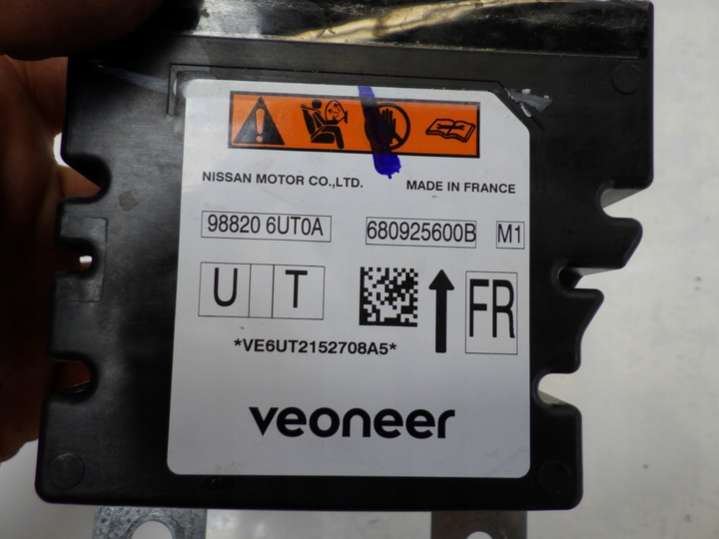 NISSAN MOTOR CO.,LTD. MADE IN FRANCE
98820 6UT0A 680925600B M1
U T FR
*VE6UT2152708A5*
veoneer